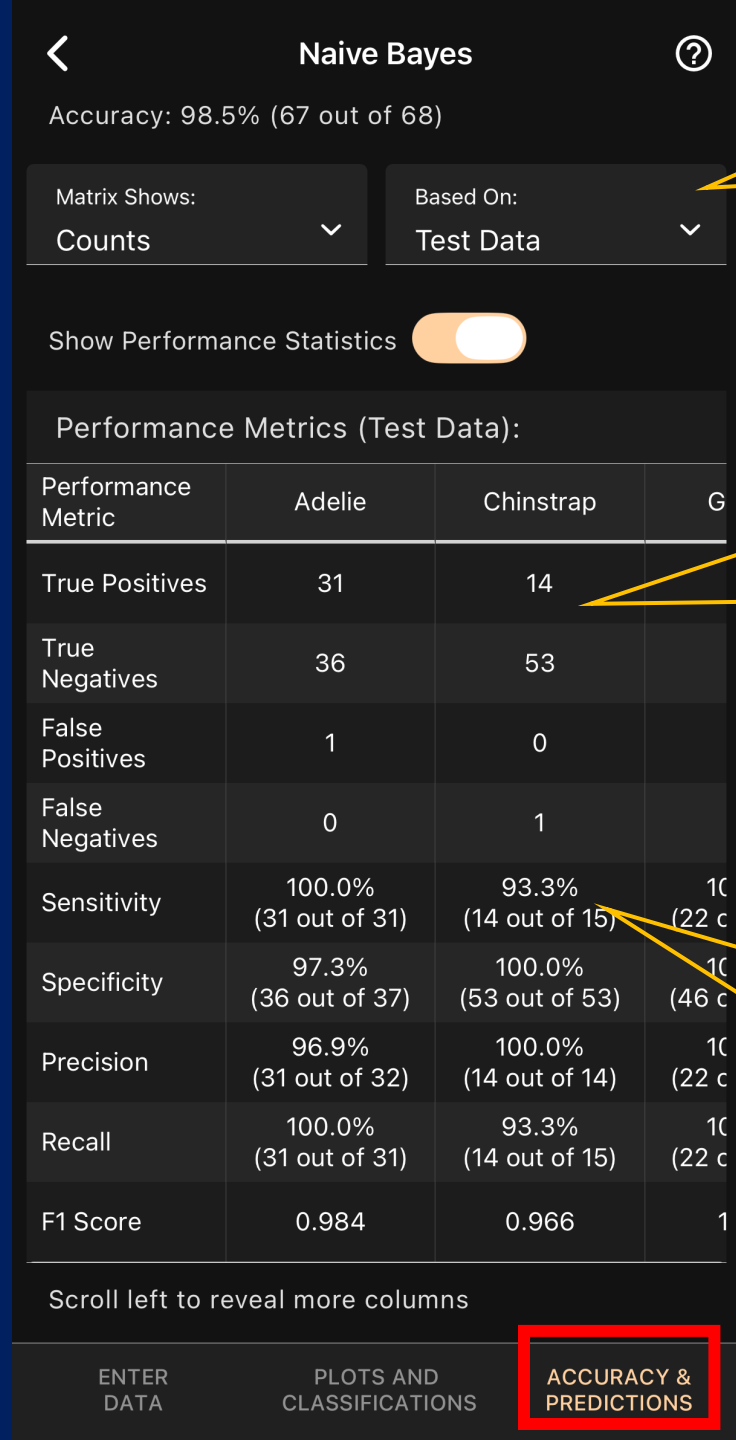 Naive Bayes
Accuracy: 98.5% (67 out of 68)
Matrix Shows:
Counts
Based On:
Test Data
Show Performance Statistics
Performance Metrics (Test Data):
Performance Metric Adelie Chinstrap G
True Positives 31 14
True Negatives 36 53
False Positives 1 0
False Negatives 0 1
Sensitivity 100.0% (31 out of 31) 93.3% (14 out of 15) (22
Specificity 97.3% (36 out of 37) 100.0% (53 out of 53) (46
Precision 96.9% (31 out of 32) 100.0% (14 out of 14) (22
Recall 100.0% (31 out of 31) 93.3% (14 out of 15) (22
F1 Score 0.984 0.966 1
Scroll left to reveal more columns
ENTER DATA
PLOTS AND CLASSIFICATIONS
ACCURACY & PREDICTIONS